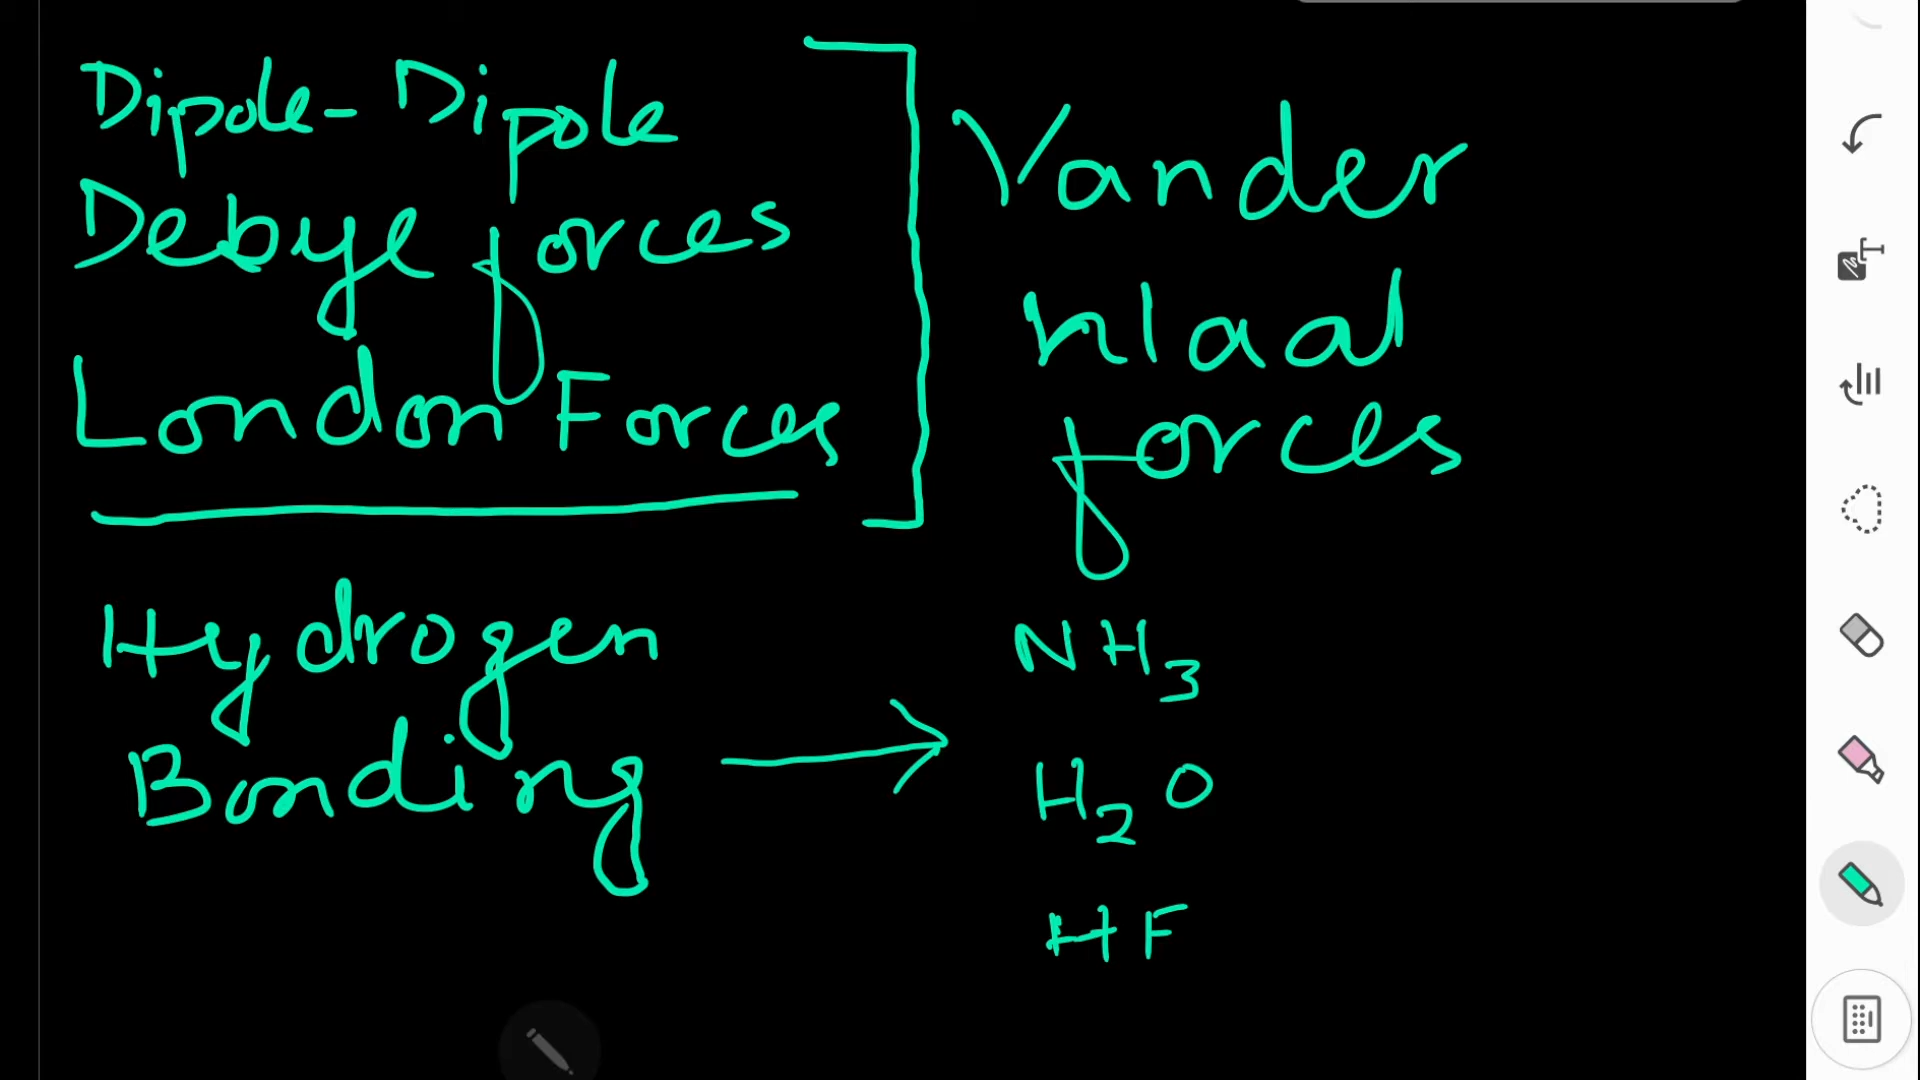 Dipole-Dipole
Debye forces
London Forces
Vander
Waal
forces
Hydrogen
Bonding
NH3
H2O
HF